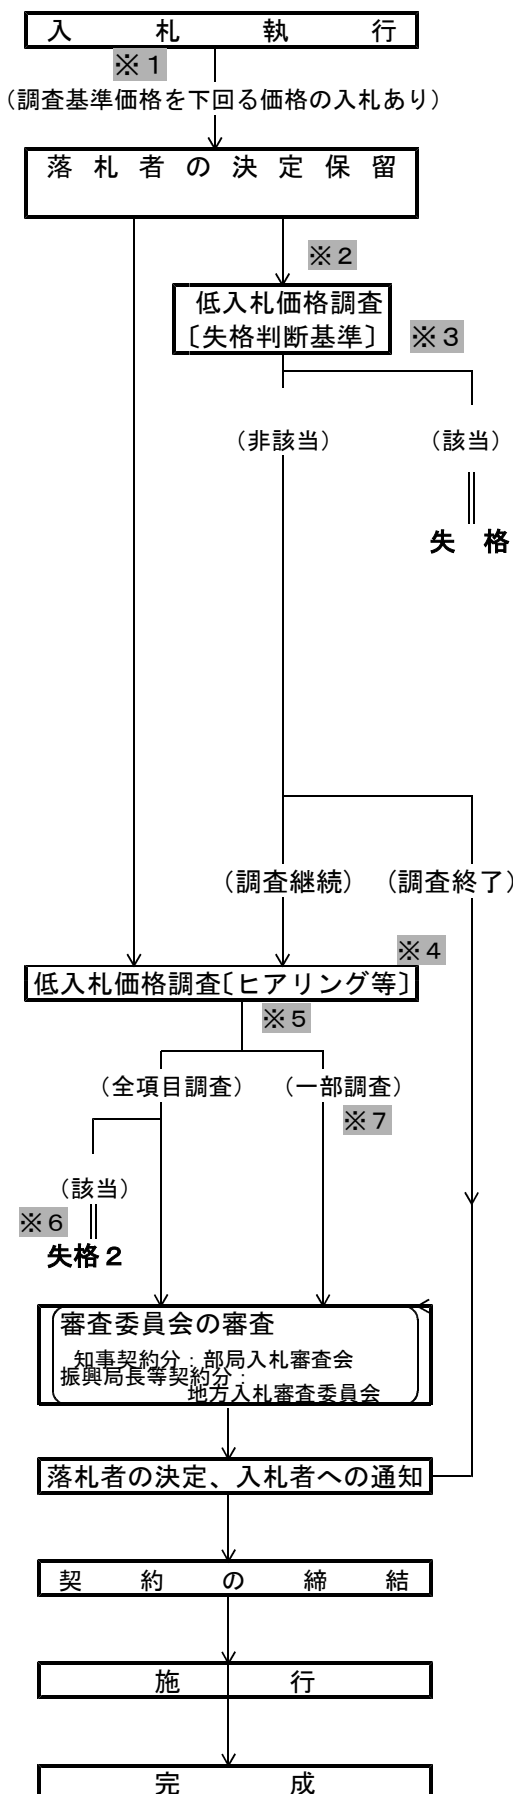 入札執行
※１
（調査基準価格を下回る価格の入札あり）
落札者の決定保留
※２
低入札価格調査
〔失格判断基準〕
※３
（非該当）
（該当）
失　格
（調査継続）
（調査終了）
※４
低入札価格調査〔ヒアリング等〕
※５
（全項目調査）
（一部調査）
※７
（該当）
※６
失格２
審査委員会の審査
知事契約分：部局入札審査会
振興局長等契約分：
地方入札審査委員会
落札者の決定、入札者への通知
契約の締結
施行
完成